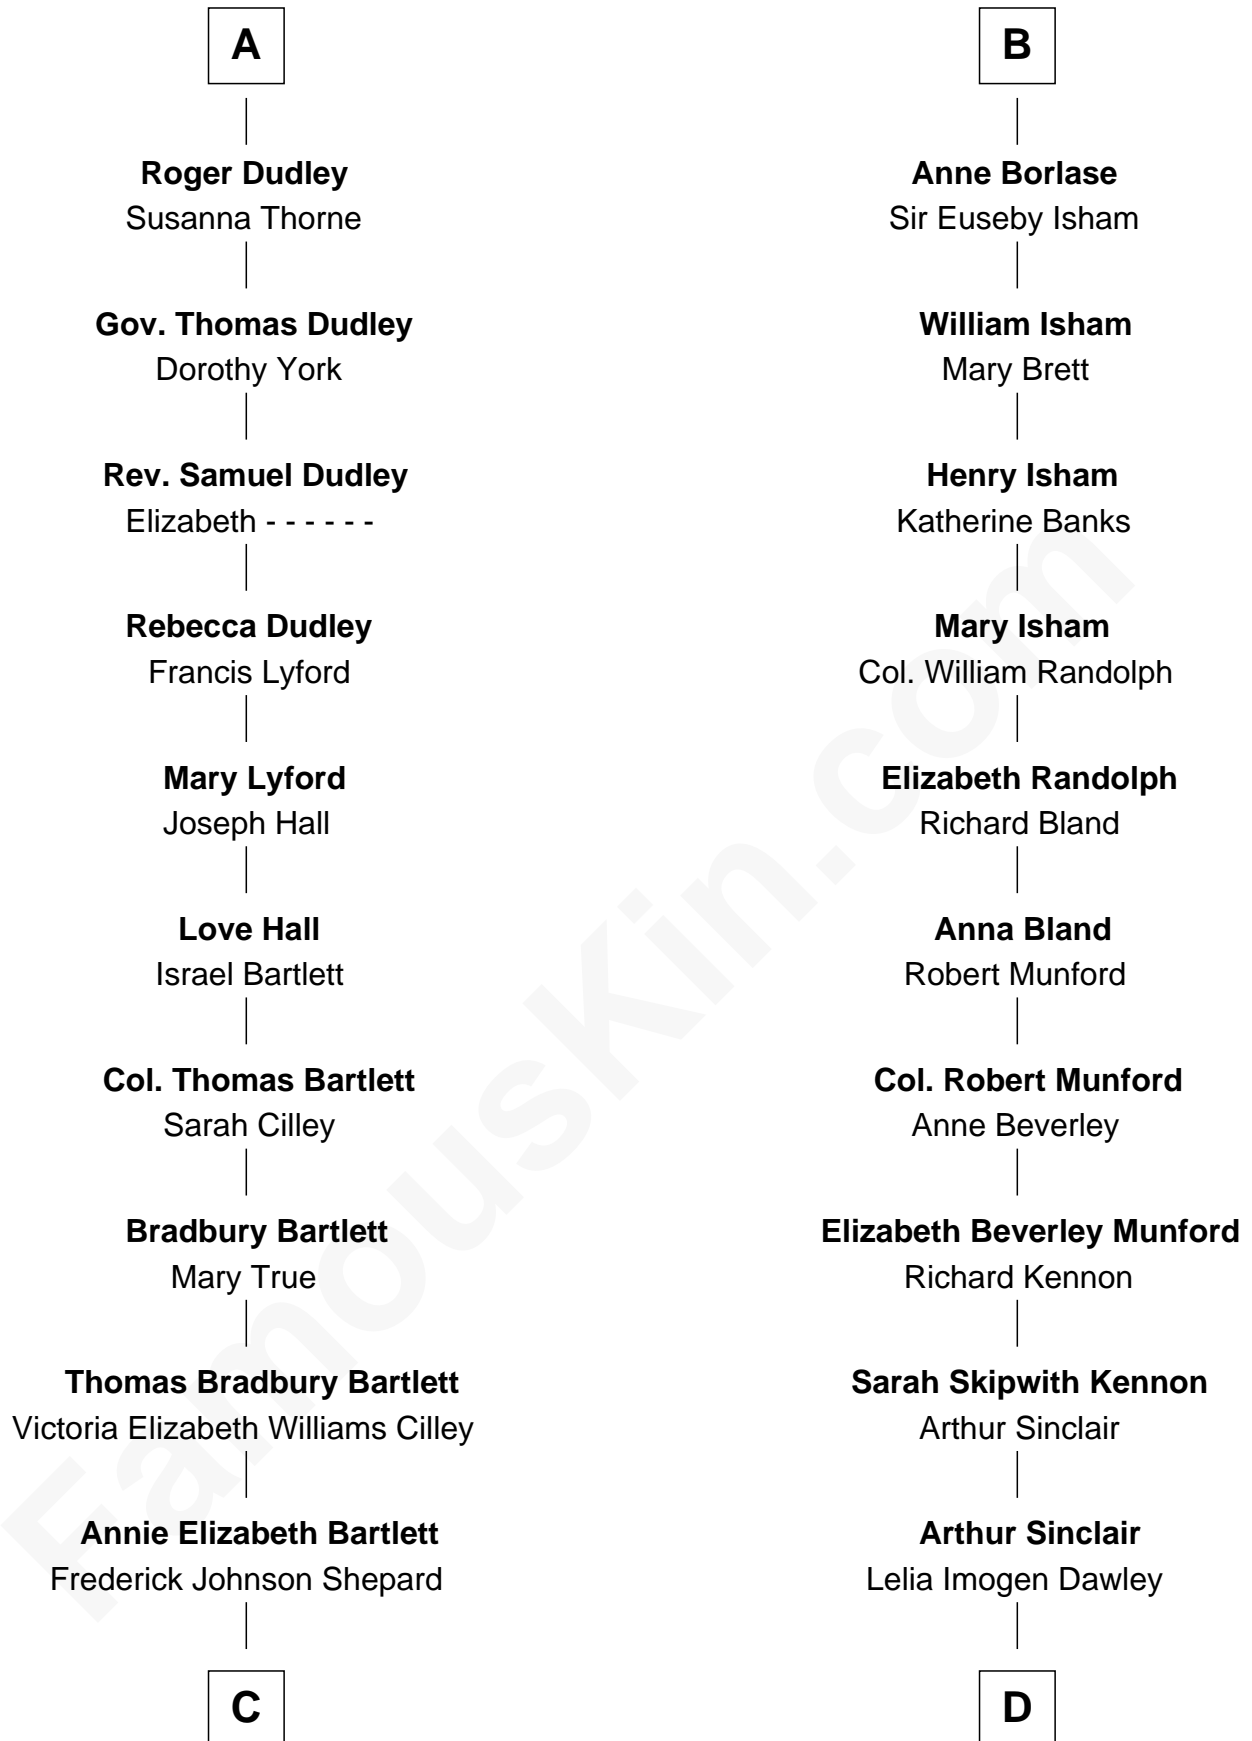 A
Roger Dudley
Susanna Thorne
Gov. Thomas Dudley
Dorothy York
Rev. Samuel Dudley
Elizabeth - - - - - -
Rebecca Dudley
Francis Lyford
Mary Lyford
Joseph Hall
Love Hall
Israel Bartlett
Col. Thomas Bartlett
Sarah Cilley
Bradbury Bartlett
Mary True
Thomas Bradbury Bartlett
Victoria Elizabeth Williams Cilley
Annie Elizabeth Bartlett
Frederick Johnson Shepard
C
B
Anne Borlase
Sir Euseby Isham
William Isham
Mary Brett
Henry Isham
Katherine Banks
Mary Isham
Col. William Randolph
Elizabeth Randolph
Richard Bland
Anna Bland
Robert Munford
Col. Robert Munford
Anne Beverley
Elizabeth Beverley Munford
Richard Kennon
Sarah Skipwith Kennon
Arthur Sinclair
Arthur Sinclair
Lelia Imogen Dawley
D
FamousKin.com